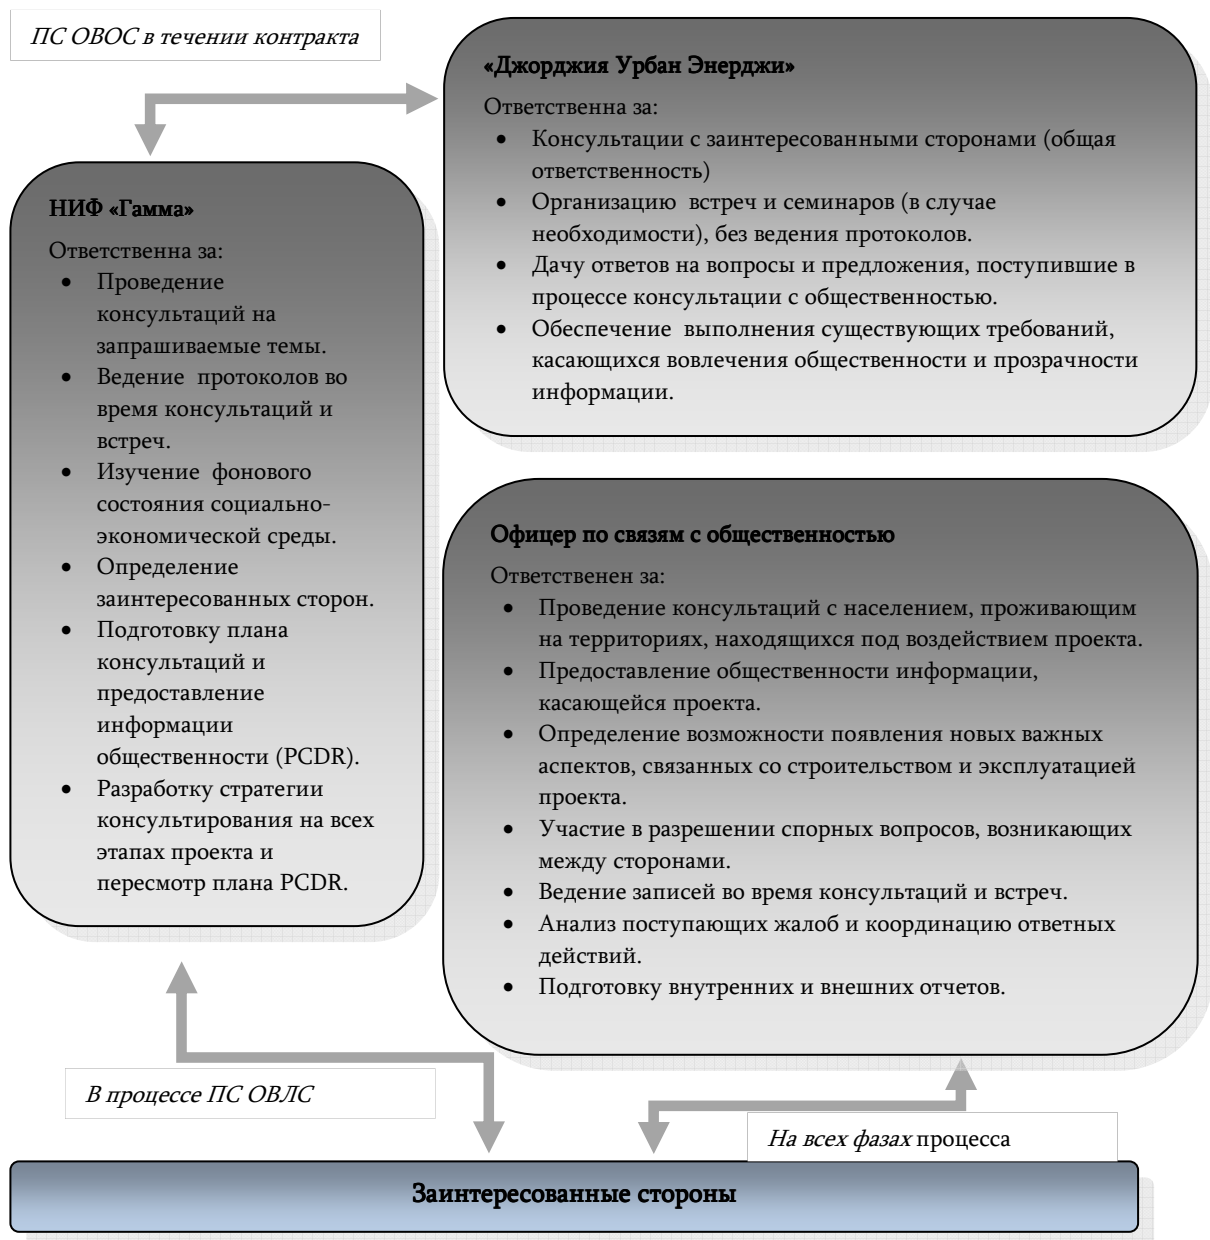 ПС ОВОС в течении контракта
«Джорджия Урбан Энерджи»
Ответственна за:
• Консультации с заинтересованными сторонами (общая
ответственность)
• Организацию встреч и семинаров (в случае
необходимости), без ведения протоколов.
• Дачу ответов на вопросы и предложения, поступившие в
процессе консультации с общественностью.
• Обеспечение выполнения существующих требований,
касающихся вовлечения общественности и прозрачности
информации.
НИФ «Гамма»
Ответственна за:
• Проведение
консультаций на
запрашиваемые темы.
• Ведение протоколов во
время консультаций и
встреч.
• Изучение фонового
состояния социально-
экономической среды.
• Определение
заинтересованных сторон.
• Подготовку плана
консультаций и
предоставление
информации
общественности (PCDR).
• Разработку стратегии
консультирования на всех
этапах проекта и
пересмотр плана PCDR.
Офицер по связям с общественностью
Ответственен за:
• Проведение консультаций с населением, проживающим
на территориях, находящихся под воздействием проекта.
• Предоставление общественности информации,
касающейся проекта.
• Определение возможности появления новых важных
аспектов, связанных со строительством и эксплуатацией
проекта.
• Участие в разрешении спорных вопросов, возникающих
между сторонами.
• Ведение записей во время консультаций и встреч.
• Анализ поступающих жалоб и координацию ответных
действий.
• Подготовку внутренних и внешних отчетов.
В процессе ПС ОВЛС
На всех фазах процесса
Заинтересованные стороны